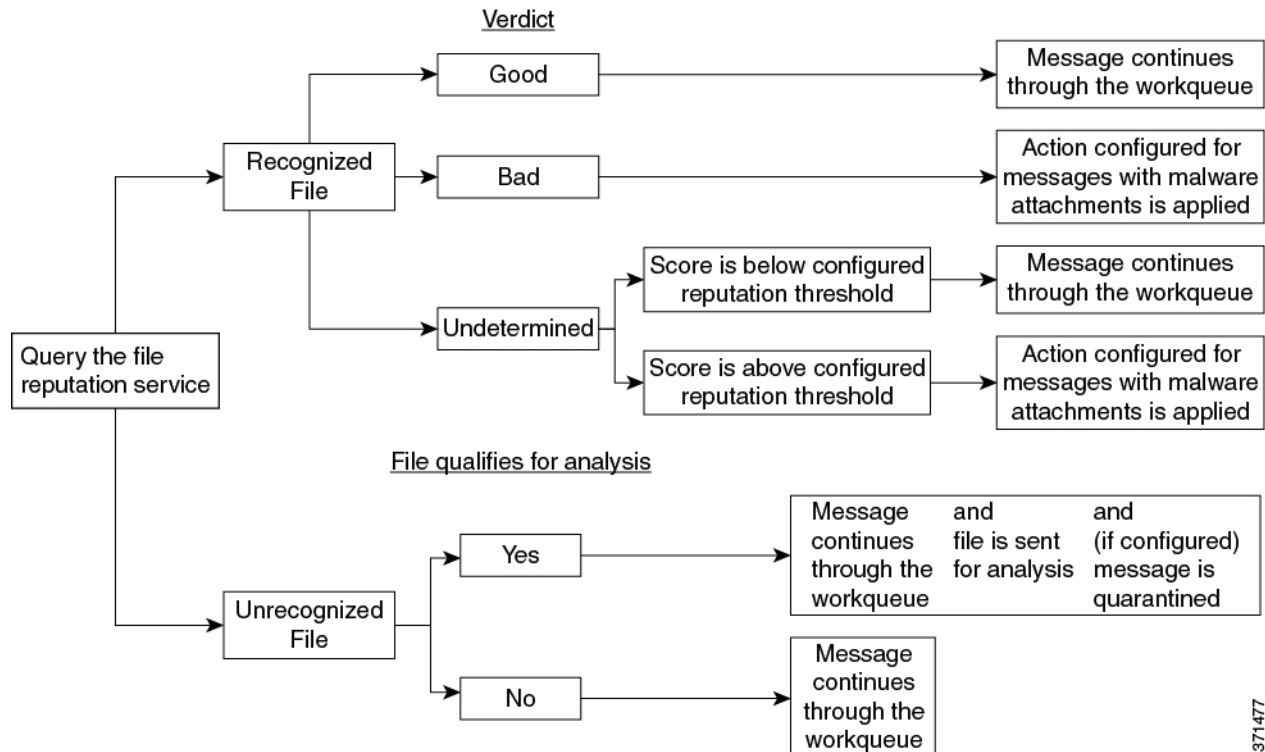 Verdict
Good
Message continues
through the workqueue
Recognized
File
Bad
Action configured for
messages with malware
attachments is applied
Undetermined
Score is below configured
reputation threshold
Message continues
through the workqueue
Query the file
reputation service
Score is above configured
reputation threshold
Action configured for
messages with malware
attachments is applied
File qualifies for analysis
Unrecognized
File
Yes
Message
continues
through the
workqueue
and
file is sent
for analysis
and
(if configured)
message is
quarantined
No
Message
continues
through the
workqueue
371477